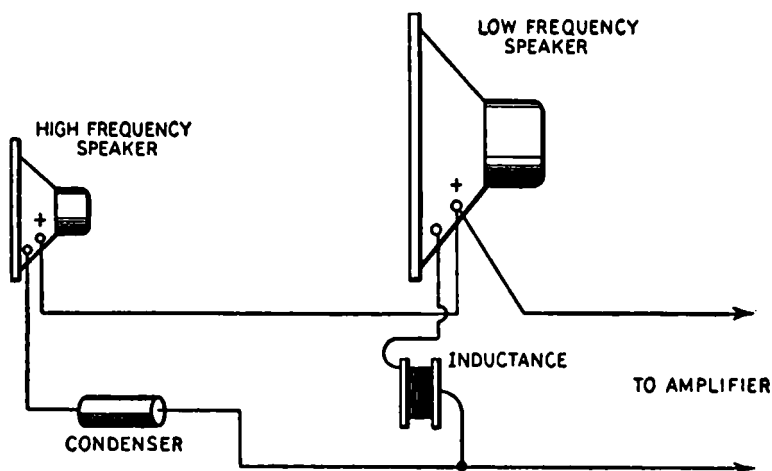 LOW FREQUENCY
SPEAKER
HIGH FREQUENCY
SPEAKER
+
+
INDUCTANCE
TO AMPLIFIER
CONDENSER